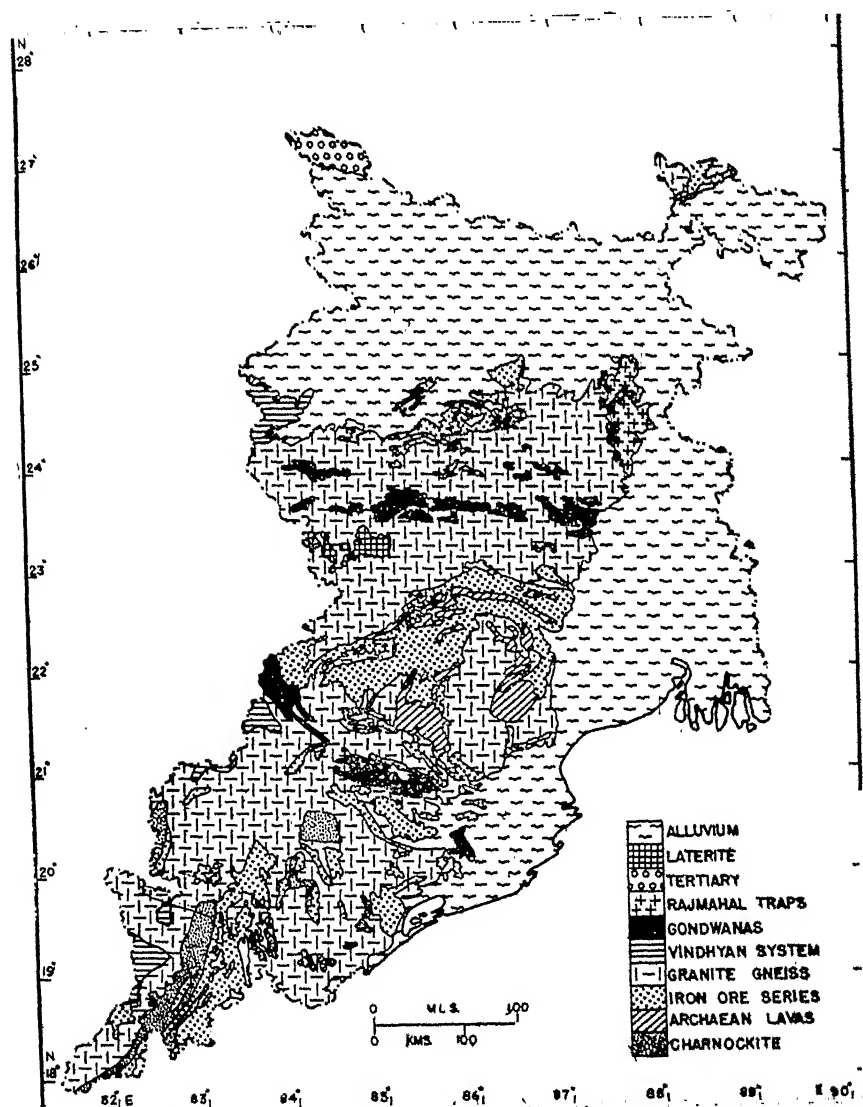 N
28°
27°
26°
25°
24°
23
22
21
20°
19°
N
18°
ALLUVIUM
LATERITE
TERTIARY
RAJMAHAL TRAPS
GONDWANAS
VINDHYAN SYSTEM
GRANITE GNEISS
IRON ORE SERIES
ARCHAEAN LAVAS
CHARNOCKITE
0 MLS. 100
0 KMS. 100
82° E 83° 84° 85° 86° 87° 88° 89° E 90°